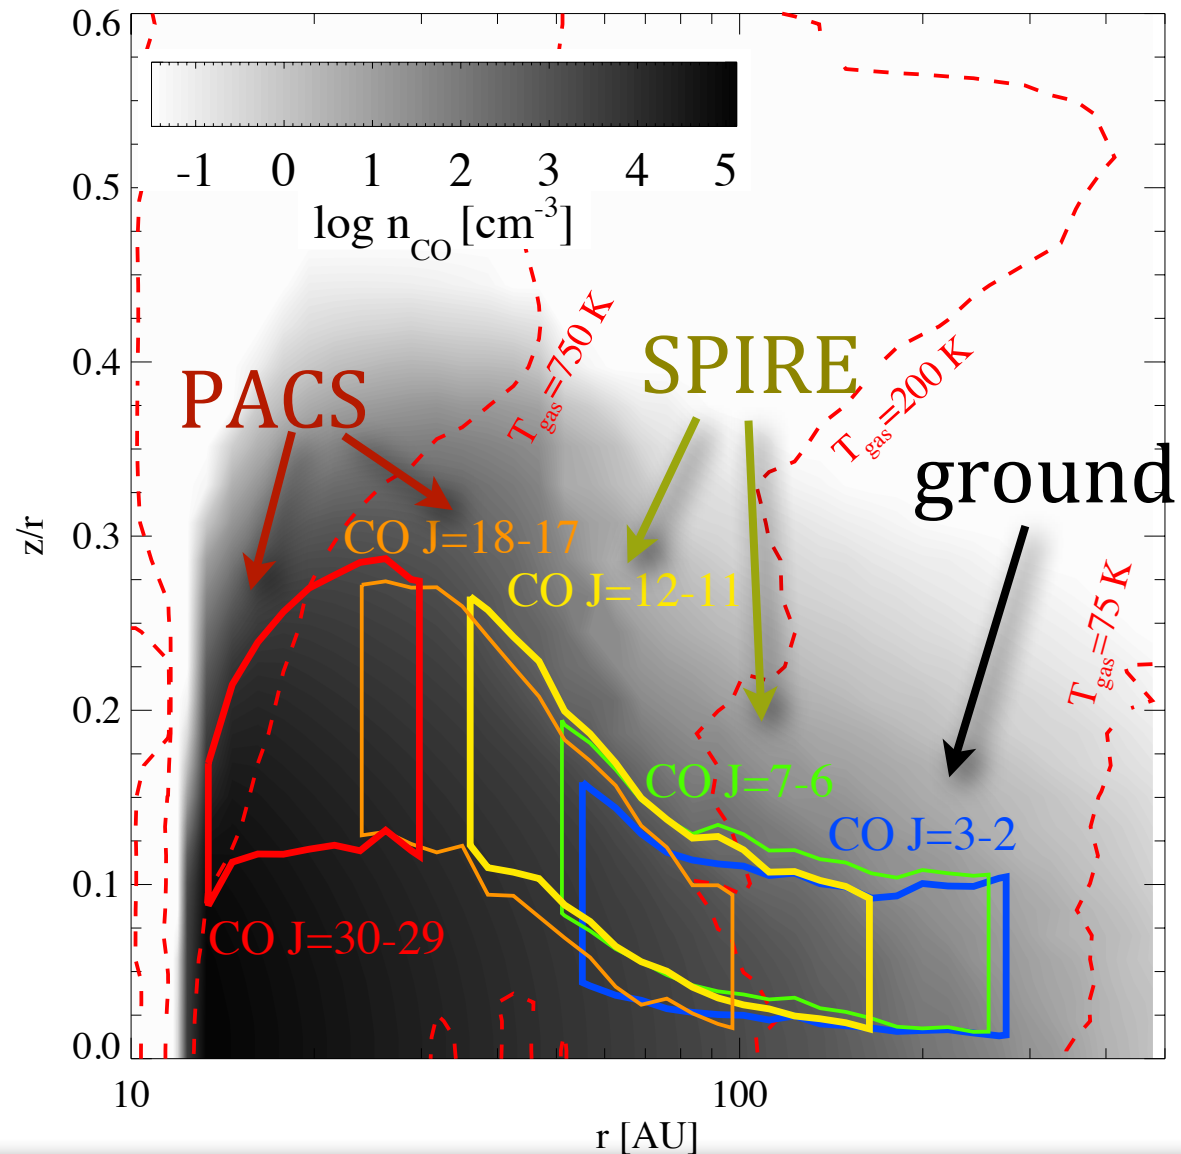 0.6
-1 0 1 2 3 4 5
log n_CO [cm^-3]
0.5
0.4
0.3
0.2
0.1
0.0
z/r
PACS
T_gas=750 K
SPIRE
T_gas=200 K
ground
CO J=18-17
CO J=12-11
T_gas=75 K
CO J=7-6
CO J=3-2
CO J=30-29
10 100
r [AU]